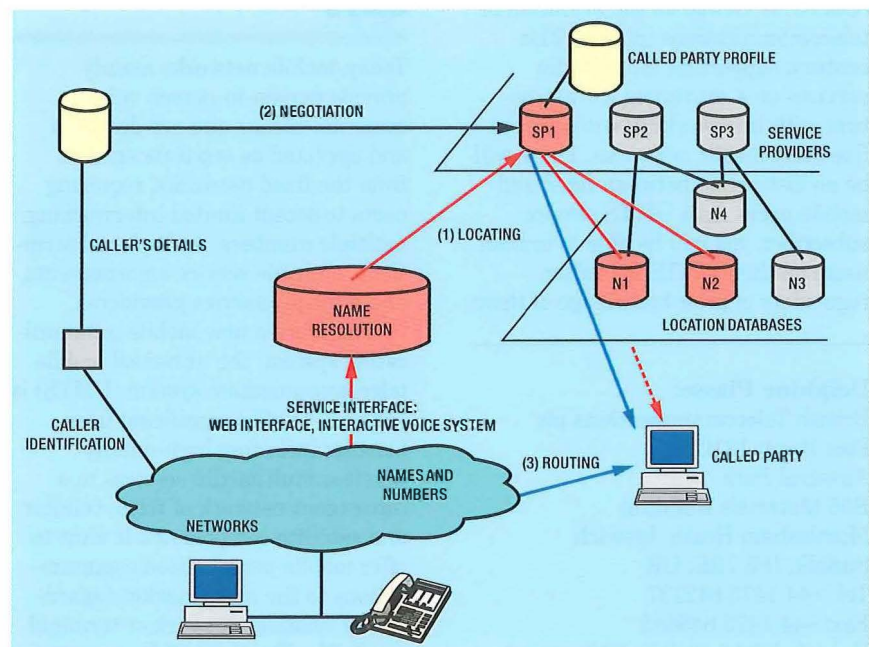 CALLED PARTY PROFILE
(2) NEGOTIATION
SP1
SP2
SP3
SERVICE
PROVIDERS
N4
(1) LOCATING
CALLER'S DETAILS
N1
N2
N3
NAME
RESOLUTION
LOCATION DATABASES
SERVICE INTERFACE:
WEB INTERFACE, INTERACTIVE VOICE SYSTEM
CALLER
IDENTIFICATION
(3) ROUTING
CALLED PARTY
NAMES AND
NUMBERS
NETWORKS